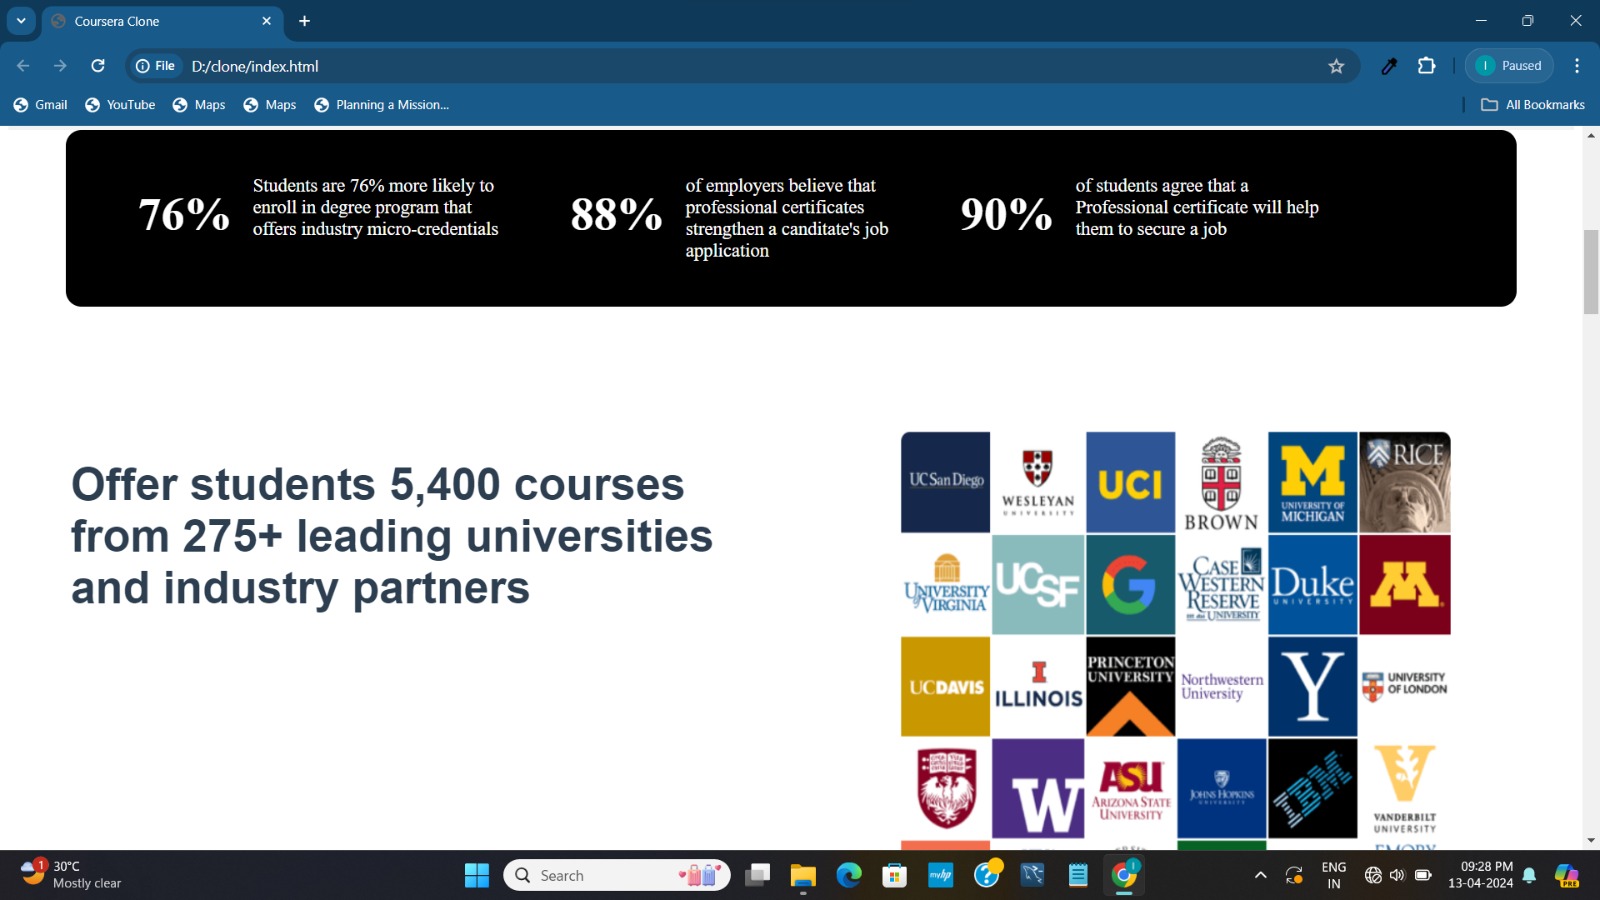 Coursera Clone
File
D:/clone/index.html
Paused
Gmail
YouTube
Maps
Maps
Planning a Mission...
All Bookmarks
76%
Students are 76% more likely to
enroll in degree program that
offers industry micro-credentials
88%
of employers believe that
professional certificates
strengthen a canditate's job
application
90%
of students agree that a
Professional certificate will help
them to secure a job
Offer students 5,400 courses
from 275+ leading universities
and industry partners
UC San Diego
WESLEYAN
UNIVERSITY
UCI
BROWN
M
UNIVERSITY OF
MICHIGAN
RICE
UNIVERSITY
of VIRGINIA
UCSF
G
CASE
WESTERN
RESERVE
UNIVERSITY
Duke
UNIVERSITY
M
UCDAVIS
I
ILLINOIS
PRINCETON
UNIVERSITY
Northwestern
University
Y
UNIVERSITY
OF LONDON
W
ASU
ARIZONA STATE
UNIVERSITY
JOHNS HOPKINS
UNIVERSITY
IBM
V
VANDERBILT
UNIVERSITY
EMORY
1
30°C
Mostly clear
Search
myhp
ENG
IN
09:28 PM
13-04-2024
PRE